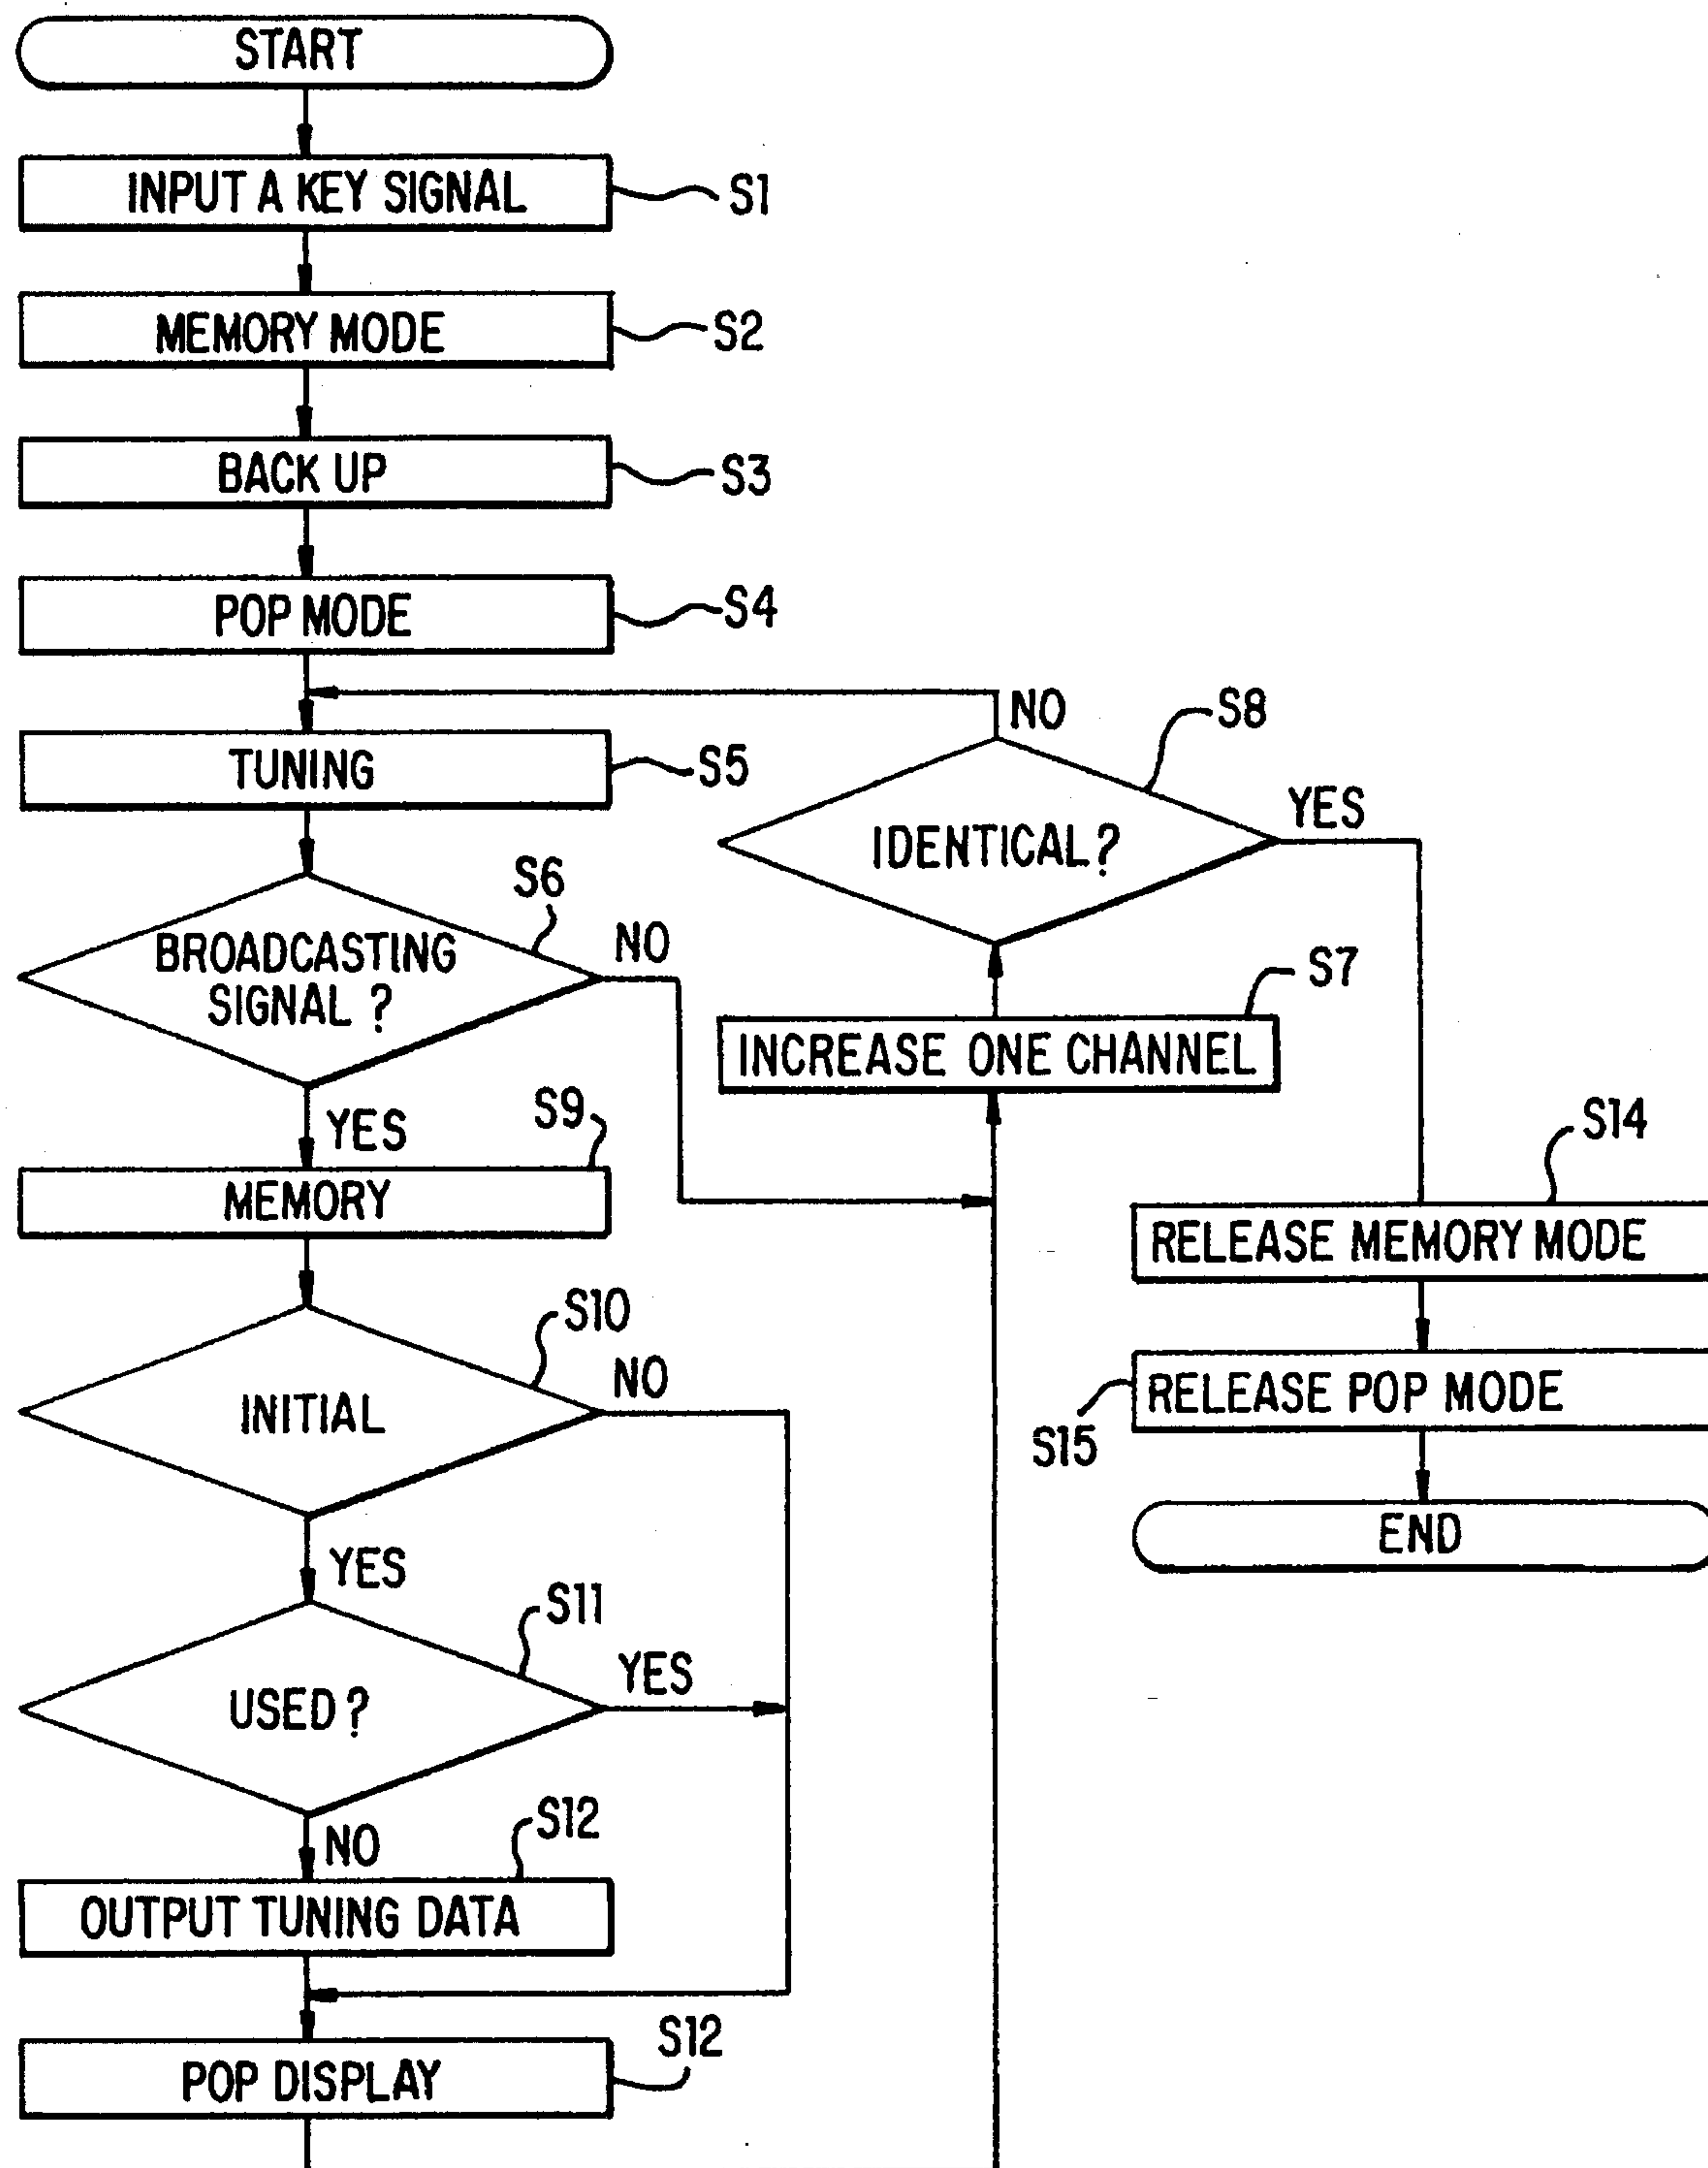 START
INPUT A KEY SIGNAL
S1
MEMORY MODE
S2
BACK UP
S3
POP MODE
S4
TUNING
S5
BROADCASTING
SIGNAL ?
S6
NO
YES
MEMORY
S9
INITIAL
S10
NO
YES
USED ?
S11
YES
NO
OUTPUT TUNING DATA
S12
POP DISPLAY
S12
INCREASE ONE CHANNEL
S7
IDENTICAL ?
S8
NO
YES
RELEASE MEMORY MODE
S14
RELEASE POP MODE
S15
END